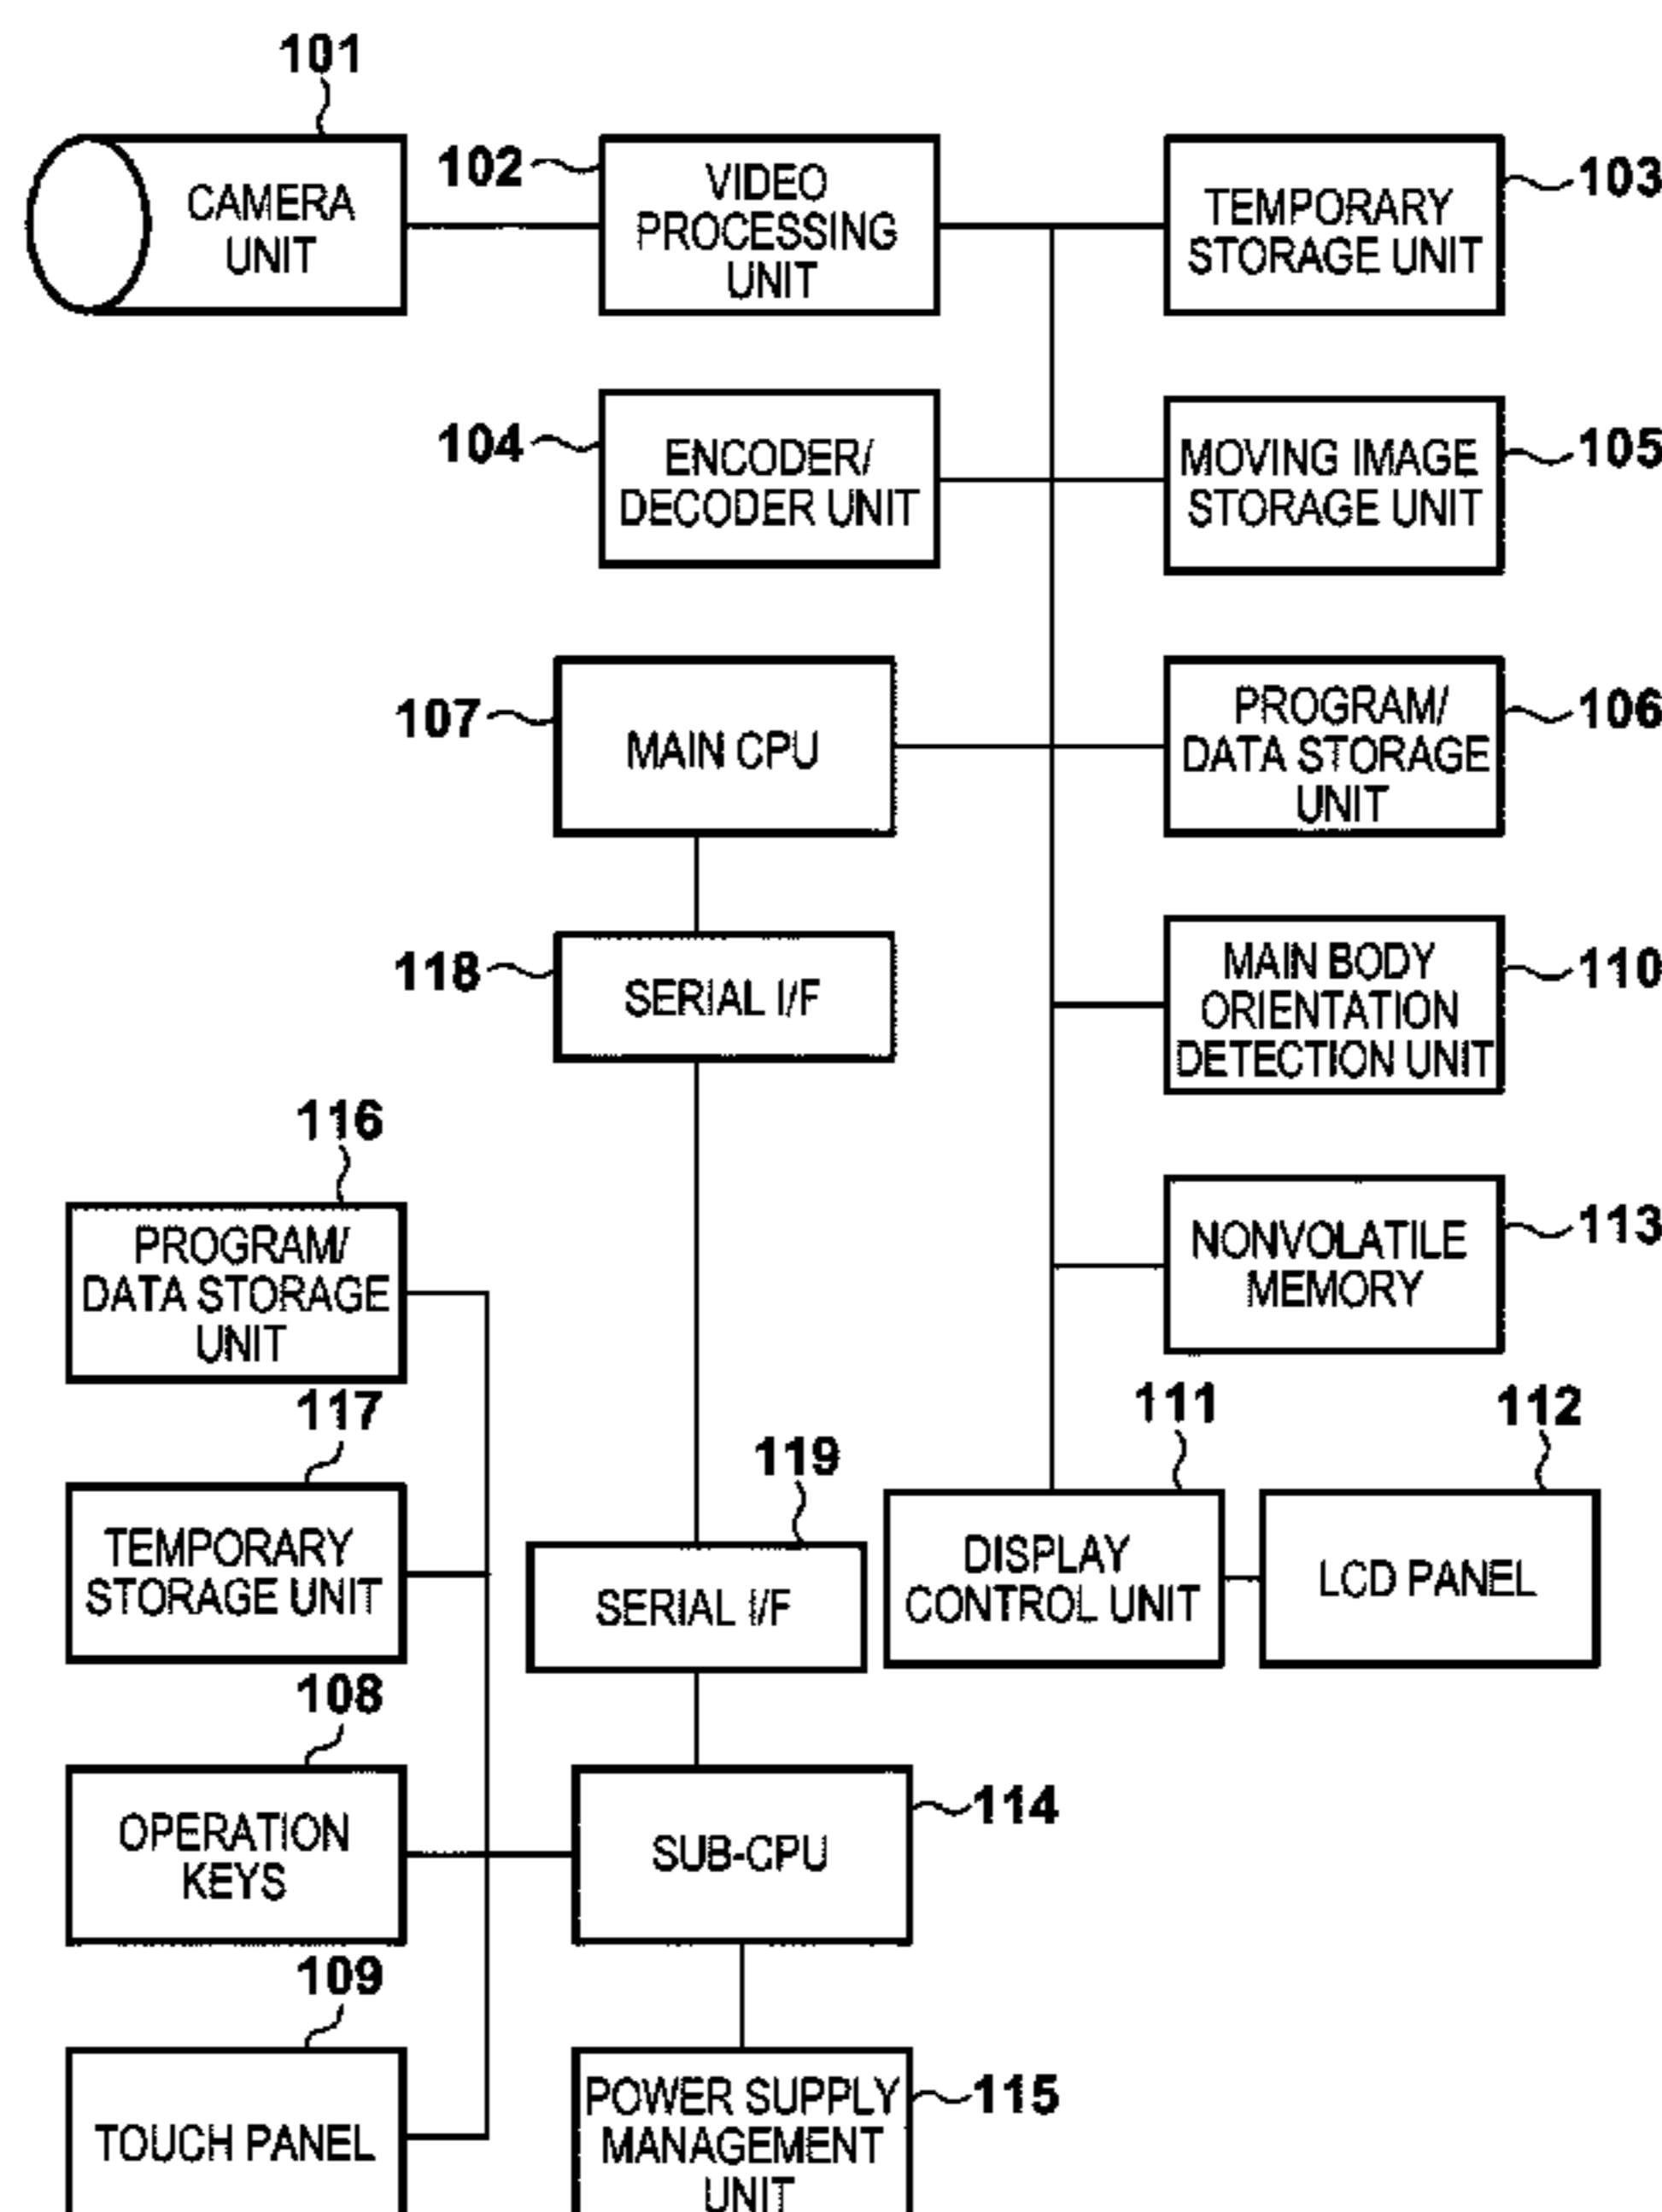 101
CAMERA
UNIT
102
VIDEO
PROCESSING
UNIT
103
TEMPORARY
STORAGE UNIT
104
ENCODER/
DECODER UNIT
105
MOVING IMAGE
STORAGE UNIT
107
MAIN CPU
106
PROGRAM/
DATA STORAGE
UNIT
118
SERIAL I/F
110
MAIN BODY
ORIENTATION
DETECTION UNIT
116
PROGRAM/
DATA STORAGE
UNIT
113
NONVOLATILE
MEMORY
117
TEMPORARY
STORAGE UNIT
119
SERIAL I/F
111
DISPLAY
CONTROL UNIT
112
LCD PANEL
108
OPERATION
KEYS
114
SUB-CPU
109
TOUCH PANEL
115
POWER SUPPLY
MANAGEMENT
UNIT